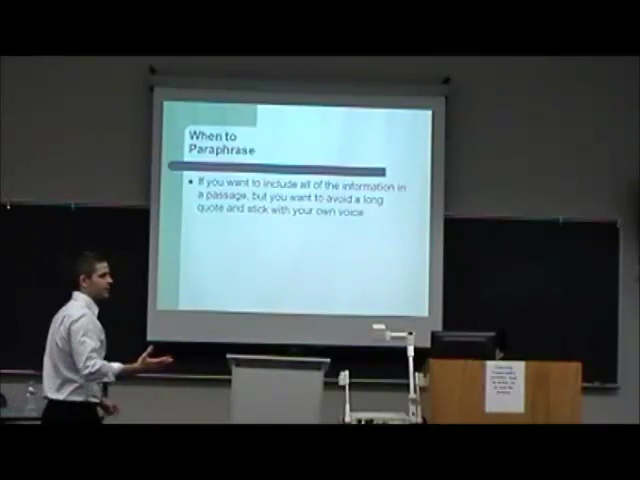 When to
Paraphrase
• If you want to include all of the information in
a passage, but you want to avoid a long
quote and stick with your own voice